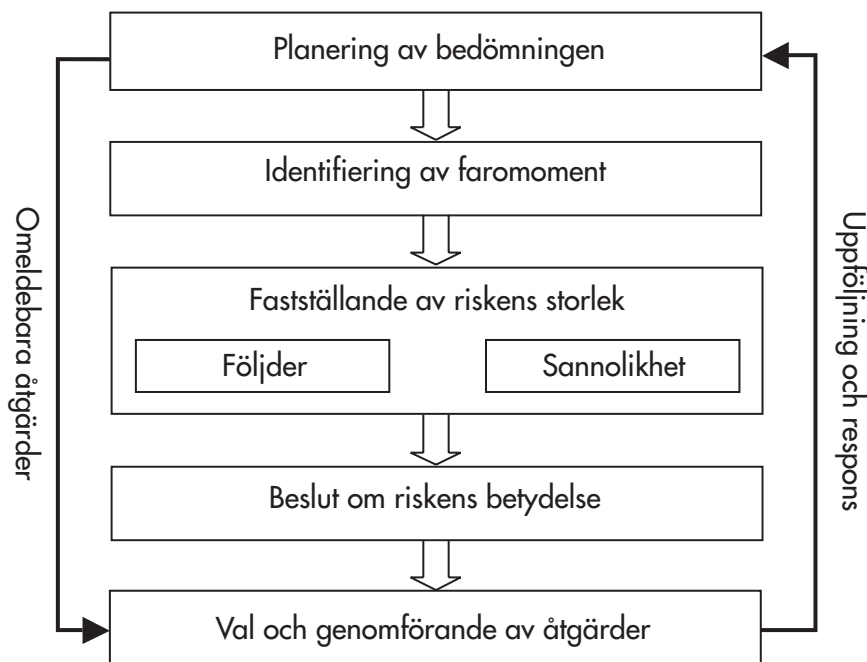 Planering av bedömningen
Identifiering av faromoment
Fastställande av riskens storlek
Följder
Sannolikhet
Beslut om riskens betydelse
Val och genomförande av åtgärder
Omeldebara åtgärder
Uppföljning och respons